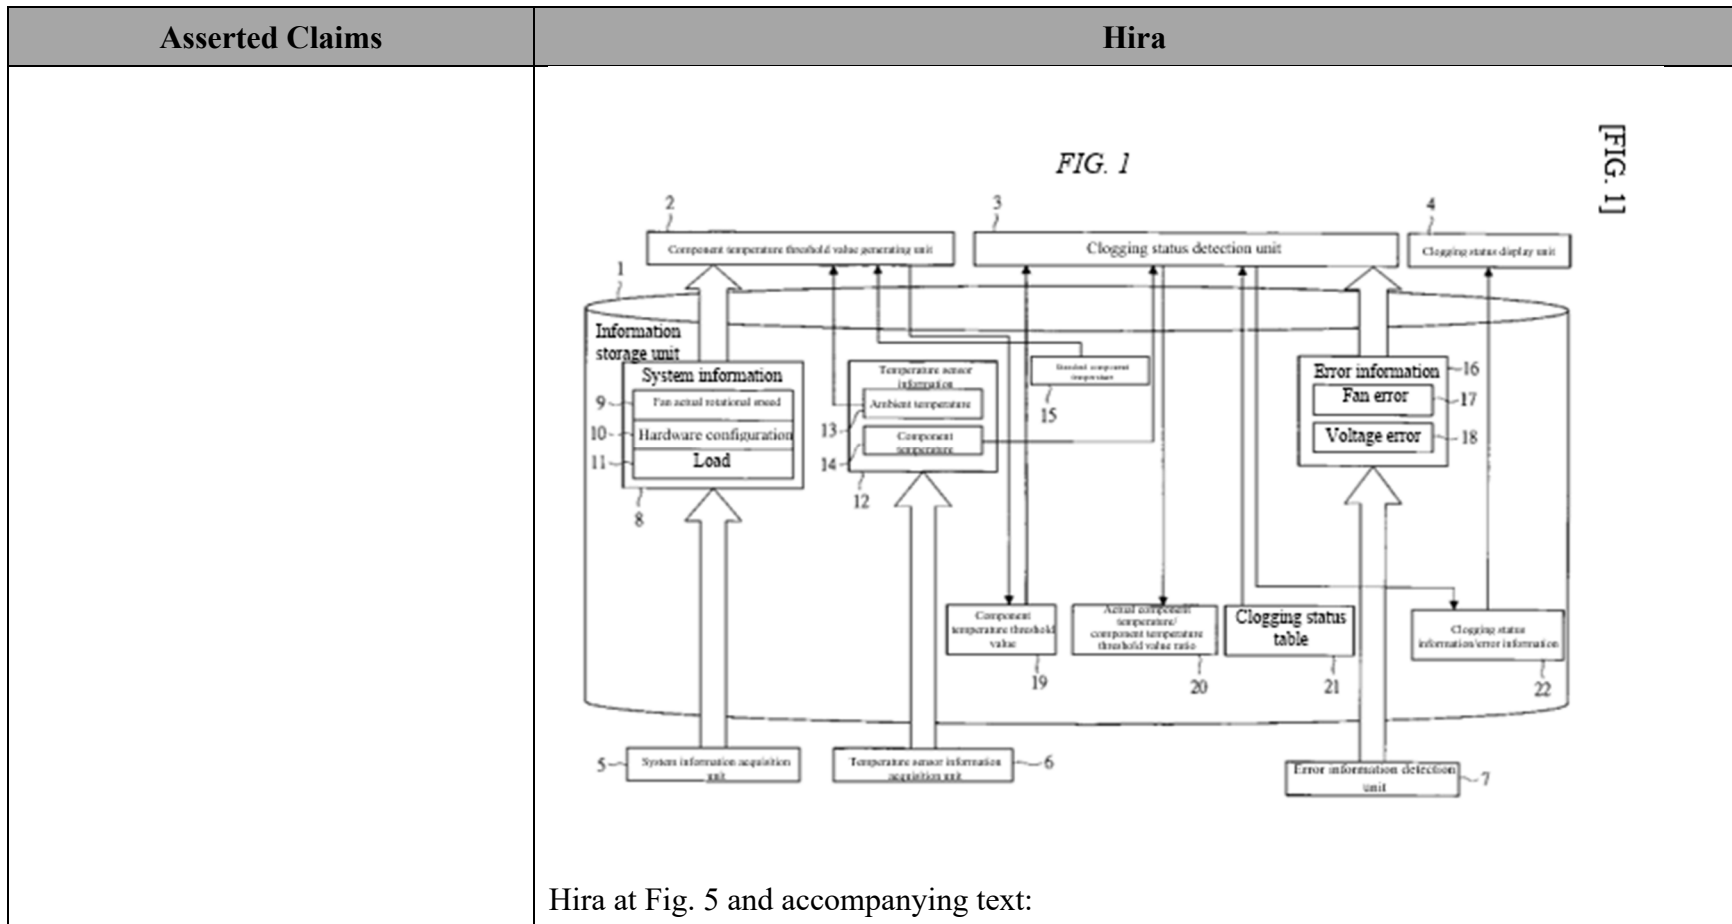 Asserted Claims
Hira
[FIG. 1]
FIG. 1
2
3
4
Component temperature threshold value generating unit
Clogging status detection unit
Clogging status display unit
1
Information
storage unit
System information
9
Fan actual rotational speed
10
Hardware configuration
11
Load
8
Temperature sensor
information
13
Ambient temperature
14
Component
temperature
12
component
temperature
15
Error information
16
Fan error
17
Voltage error
18
Component
temperature threshold
value
19
Actual component
temperature/
component temperature
threshold value ratio
20
Clogging status
table
21
Clogging status
information/error information
22
5
System information acquisition
unit
Temperature sensor information
acquisition unit
6
Error information detection
unit
7
Hira at Fig. 5 and accompanying text: